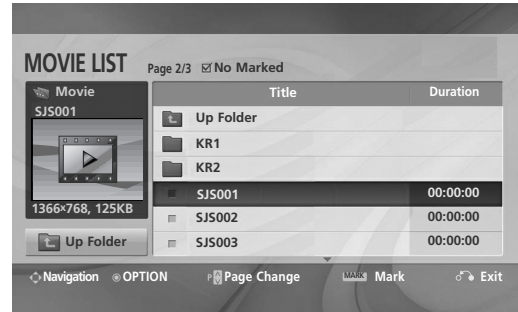 MOVIE LIST Page 2/3 ☑ No Marked
Movie
SJS001
1366×768, 125KB
Up Folder
Title Duration
Up Folder
KR1
KR2
SJS001 00:00:00
SJS002 00:00:00
SJS003 00:00:00
Navigation OPTION P Page Change MARK Mark Exit